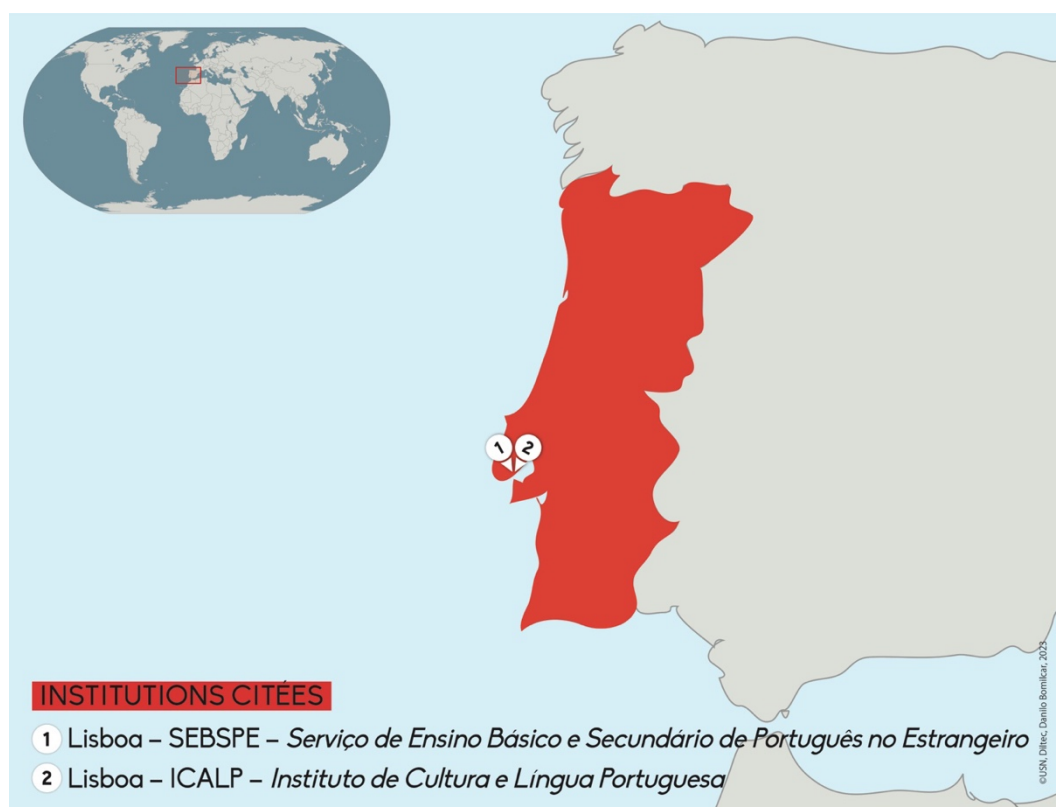 1 2
INSTITUTIONS CITÉES
1 Lisboa – SEBSPE – Serviço de Ensino Básico e Secundário de Português no Estrangeiro
2 Lisboa – ICALP – Instituto de Cultura e Língua Portuguesa
©USN, Diltec, Danilo Bomilcar, 2023